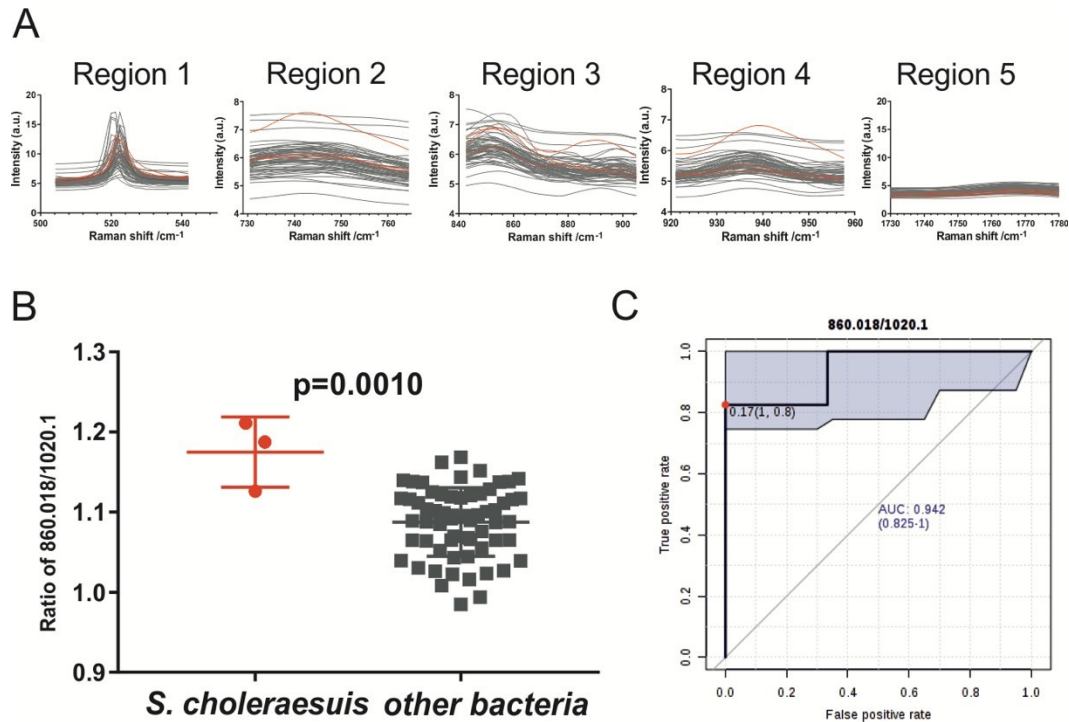 A
Region 1
Region 2
Region 3
Region 4
Region 5
Intensity (a.u.)
20
15
10
5
0
500
520
540
Raman shift /cm-1
Intensity (a.u.)
8
7
6
5
4
730
740
750
760
Raman shift /cm-1
Intensity (a.u.)
8
7
6
5
4
840
860
880
900
Raman shift /cm-1
Intensity (a.u.)
8
7
6
5
4
920
930
940
950
960
Raman shift /cm-1
Intensity (a.u.)
20
15
10
5
0
1730
1740
1750
1760
1770
1780
Raman shift /cm-1
B
Ratio of 860.018/1020.1
1.3
1.2
1.1
1.0
0.9
p=0.0010
S. choleraesuis other bacteria
C
860.018/1020.1
True positive rate
1.0
0.8
0.6
0.4
0.2
0.0
0.17(1, 0.8)
AUC: 0.942
(0.825-1)
0.0 0.2 0.4 0.6 0.8 1.0
False positive rate